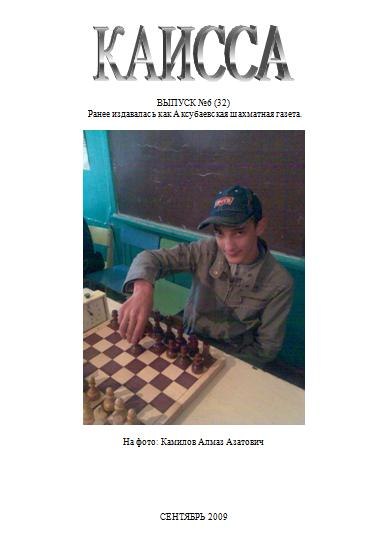 КАИССА
ВЫПУСК №6 (32)
Ранее издавалась как Аксубаевская шахматная газета.
На фото: Камилов Алмаз Азатович
СЕНТЯБРЬ 2009